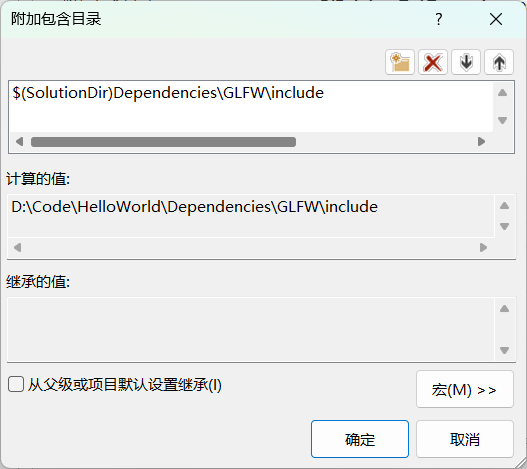 附加包含目录
$(SolutionDir)Dependencies\GLFW\include
计算的值:
D:\Code\HelloWorld\Dependencies\GLFW\include
继承的值:
从父级或项目默认设置继承(I)
宏(M) >>
确定
取消